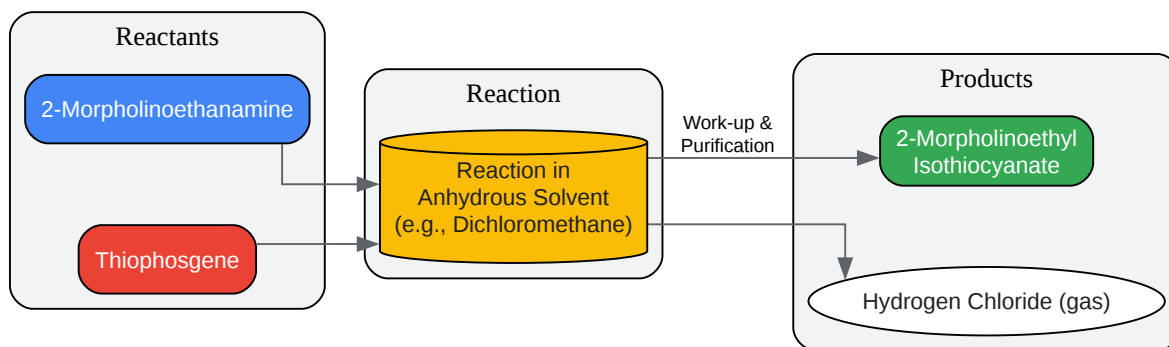 Reactants
2-Morpholinoethanamine
Thiophosgene
Reaction
Reaction in
Anhydrous Solvent
(e.g., Dichloromethane)
Work-up &
Purification
Products
2-Morpholinoethyl
Isothiocyanate
Hydrogen Chloride (gas)